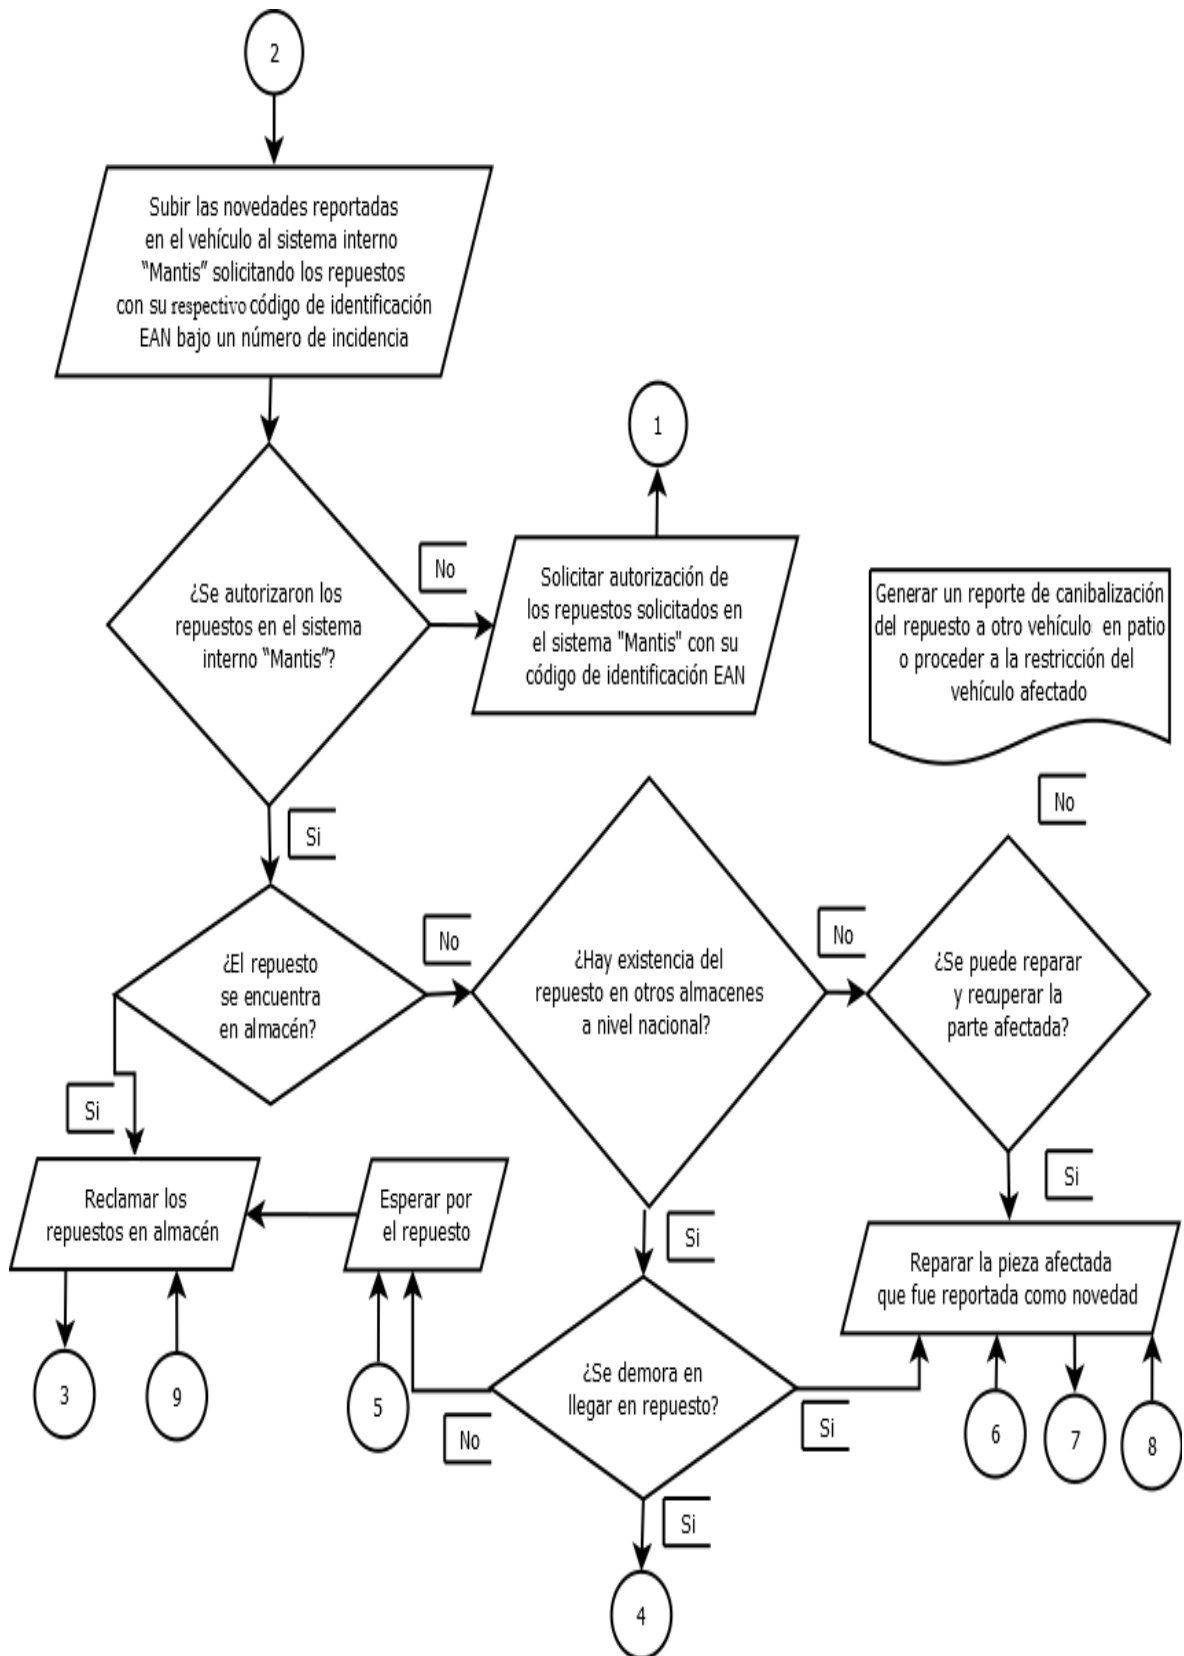 2
Subir las novedades reportadas
en el vehículo al sistema interno
“Mantis” solicitando los repuestos
con su respectivo código de identificación
EAN bajo un número de incidencia
1
¿Se autorizaron los
repuestos en el sistema
interno “Mantis”?
No
Solicitar autorización de
los repuestos solicitados en
el sistema "Mantis" con su
código de identificación EAN
Generar un reporte de canibalización
del repuesto a otro vehículo en patio
o proceder a la restricción del
vehículo afectado
No
Si
¿El repuesto
se encuentra
en almacén?
No
¿Hay existencia del
repuesto en otros almacenes
a nivel nacional?
No
¿Se puede reparar
y recuperar la
parte afectada?
Si
Si
Si
Reclamar los
repuestos en almacén
Esperar por
el repuesto
Reparar la pieza afectada
que fue reportada como novedad
3
9
5
¿Se demora en
llegar en repuesto?
No
Si
6
7
8
Si
4